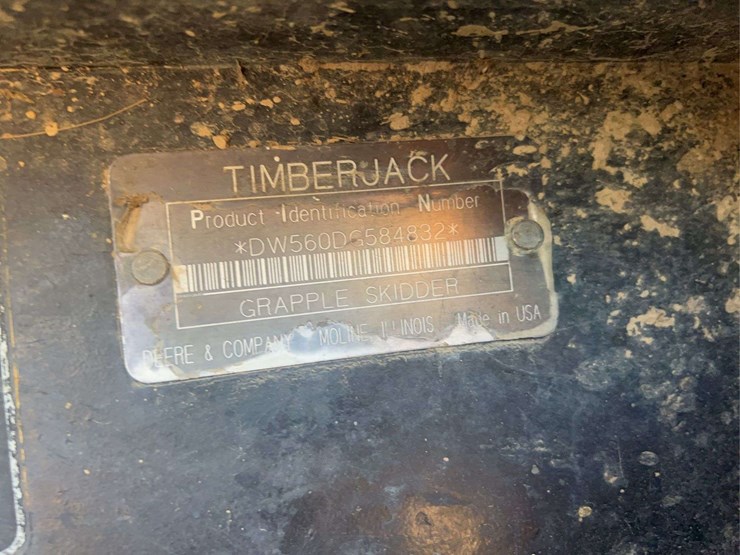 TIMBERJACK
Product Identification Number
*DW560DG584832*
GRAPPLE SKIDDER
DEERE & COMPANY MOLINE, ILLINOIS Made in USA